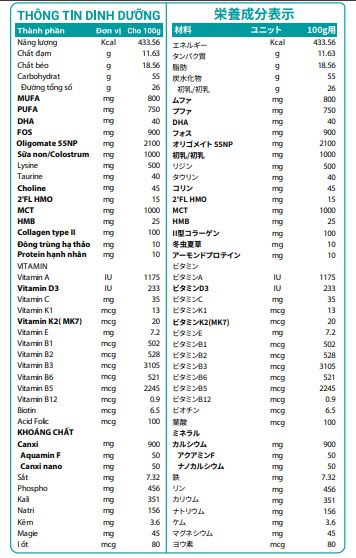 THÔNG TIN DINH DƯỠNG
Thành phần Đơn vị Cho 100g
Năng lượng Kcal 433.56
Chất đạm g 11.63
Chất béo g 18.56
Carbohydrat g 55
Đường tổng số g 26
MUFA mg 800
PUFA mg 750
DHA mg 40
FOS mg 900
Oligomate 55NP mg 2100
Sữa non/Colostrum mg 1000
Lysine mg 500
Taurine mg 40
Choline mg 45
2'FL HMO mg 15
MCT mg 1000
HMB mg 25
Collagen type II mg 100
Đông trùng hạ thảo mg 10
Protein hạnh nhân mg 10
VITAMIN
Vitamin A IU 1175
Vitamin D3 IU 233
Vitamin C mg 35
Vitamin K1 mcg 13
Vitamin K2( MK7) mcg 20
Vitamin E mg 7.2
Vitamin B1 mcg 502
Vitamin B2 mcg 528
Vitamin B3 mcg 3105
Vitamin B6 mcg 521
Vitamin B5 mcg 2245
Vitamin B12 mcg 0.9
Biotin mcg 6.5
Acid Folic mcg 100
KHOÁNG CHẤT
Canxi mg 900
Aquamin F mg 50
Canxi nano mg 50
Sắt mg 7.32
Phospho mg 456
Kali mg 351
Natri mg 156
Kẽm mg 3.6
Magie mg 45
I ốt mcg 80
栄養成分表示
材料 ユニット 100g用
エネルギー Kcal 433.56
タンパク質 g 11.63
脂肪 g 18.56
炭水化物 g 55
初乳/初乳 g 26
ムファ mg 800
プファ mg 750
DHA mg 40
フォス mg 900
オリゴメイト 55NP mg 2100
初乳/初乳 mg 1000
リジン mg 500
タウリン mg 40
コリン mg 45
2'FL HMO mg 15
MCT mg 1000
HMB mg 25
II型コラーゲン mg 100
冬虫夏草 mg 10
アーモンドプロテイン mg 10
ビタミン
ビタミンA IU 1175
ビタミンD3 IU 233
ビタミンC mg 35
ビタミンK1 mcg 13
ビタミンK2(MK7) mcg 20
ビタミンE mg 7.2
ビタミンB1 mcg 502
ビタミンB2 mcg 528
ビタミンB3 mcg 3105
ビタミンB6 mcg 521
ビタミンB5 mcg 2245
ビタミンB12 mcg 0.9
ビオチン mcg 6.5
葉酸 mcg 100
ミネラル
カルシウム mg 900
アクアミンF mg 50
ナノカルシウム mg 50
鉄 mg 7.32
リン mg 456
カリウム mg 351
ナトリウム mg 156
ケム mg 3.6
マグネシウム mg 45
ヨウ素 mcg 80